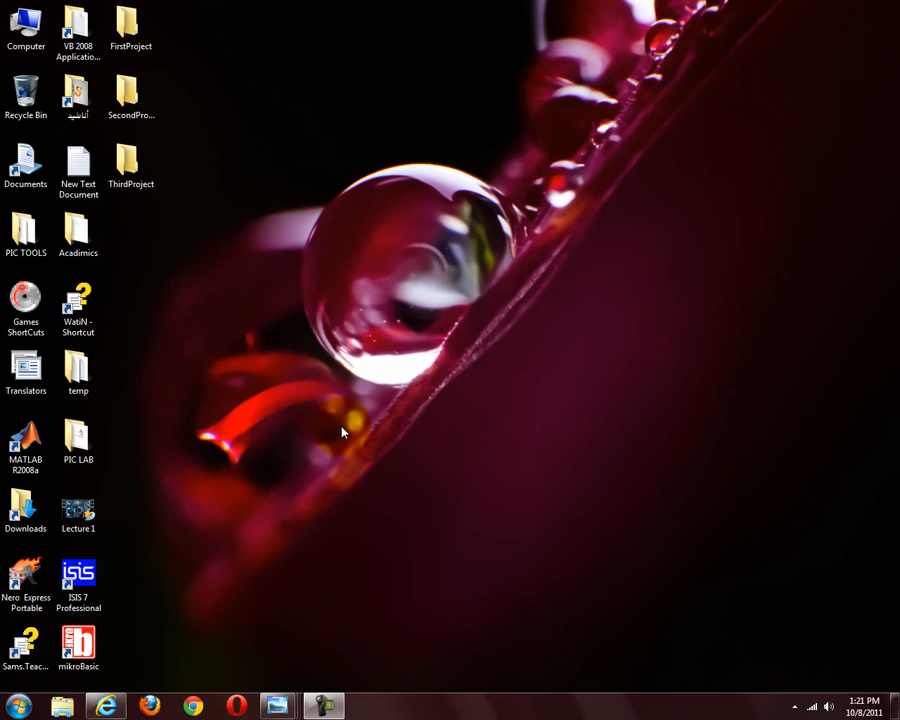 Computer
Recycle Bin
Documents
PIC TOOLS
Games
ShortCuts
Translators
MATLAB
R2008a
Downloads
Nero Express
Portable
Sams.Teac...
VB 2008
Applicatio...
أناشيد
New Text
Document
Acadimics
WatiN -
Shortcut
temp
PIC LAB
Lecture 1
isis
ISIS 7
Professional
mikroBasic
FirstProject
SecondPro...
ThirdProject
1:21 PM
10/8/2011